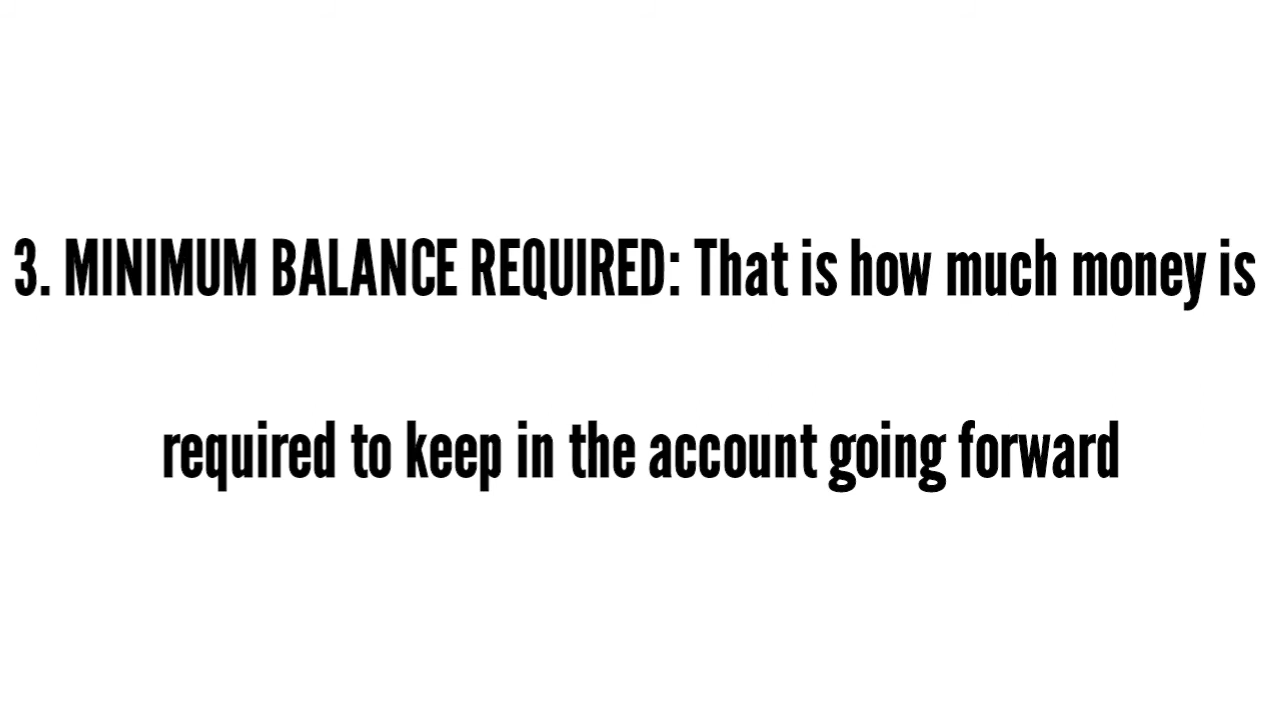 3. MINIMUM BALANCE REQUIRED: That is how much money is
required to keep in the account going forward